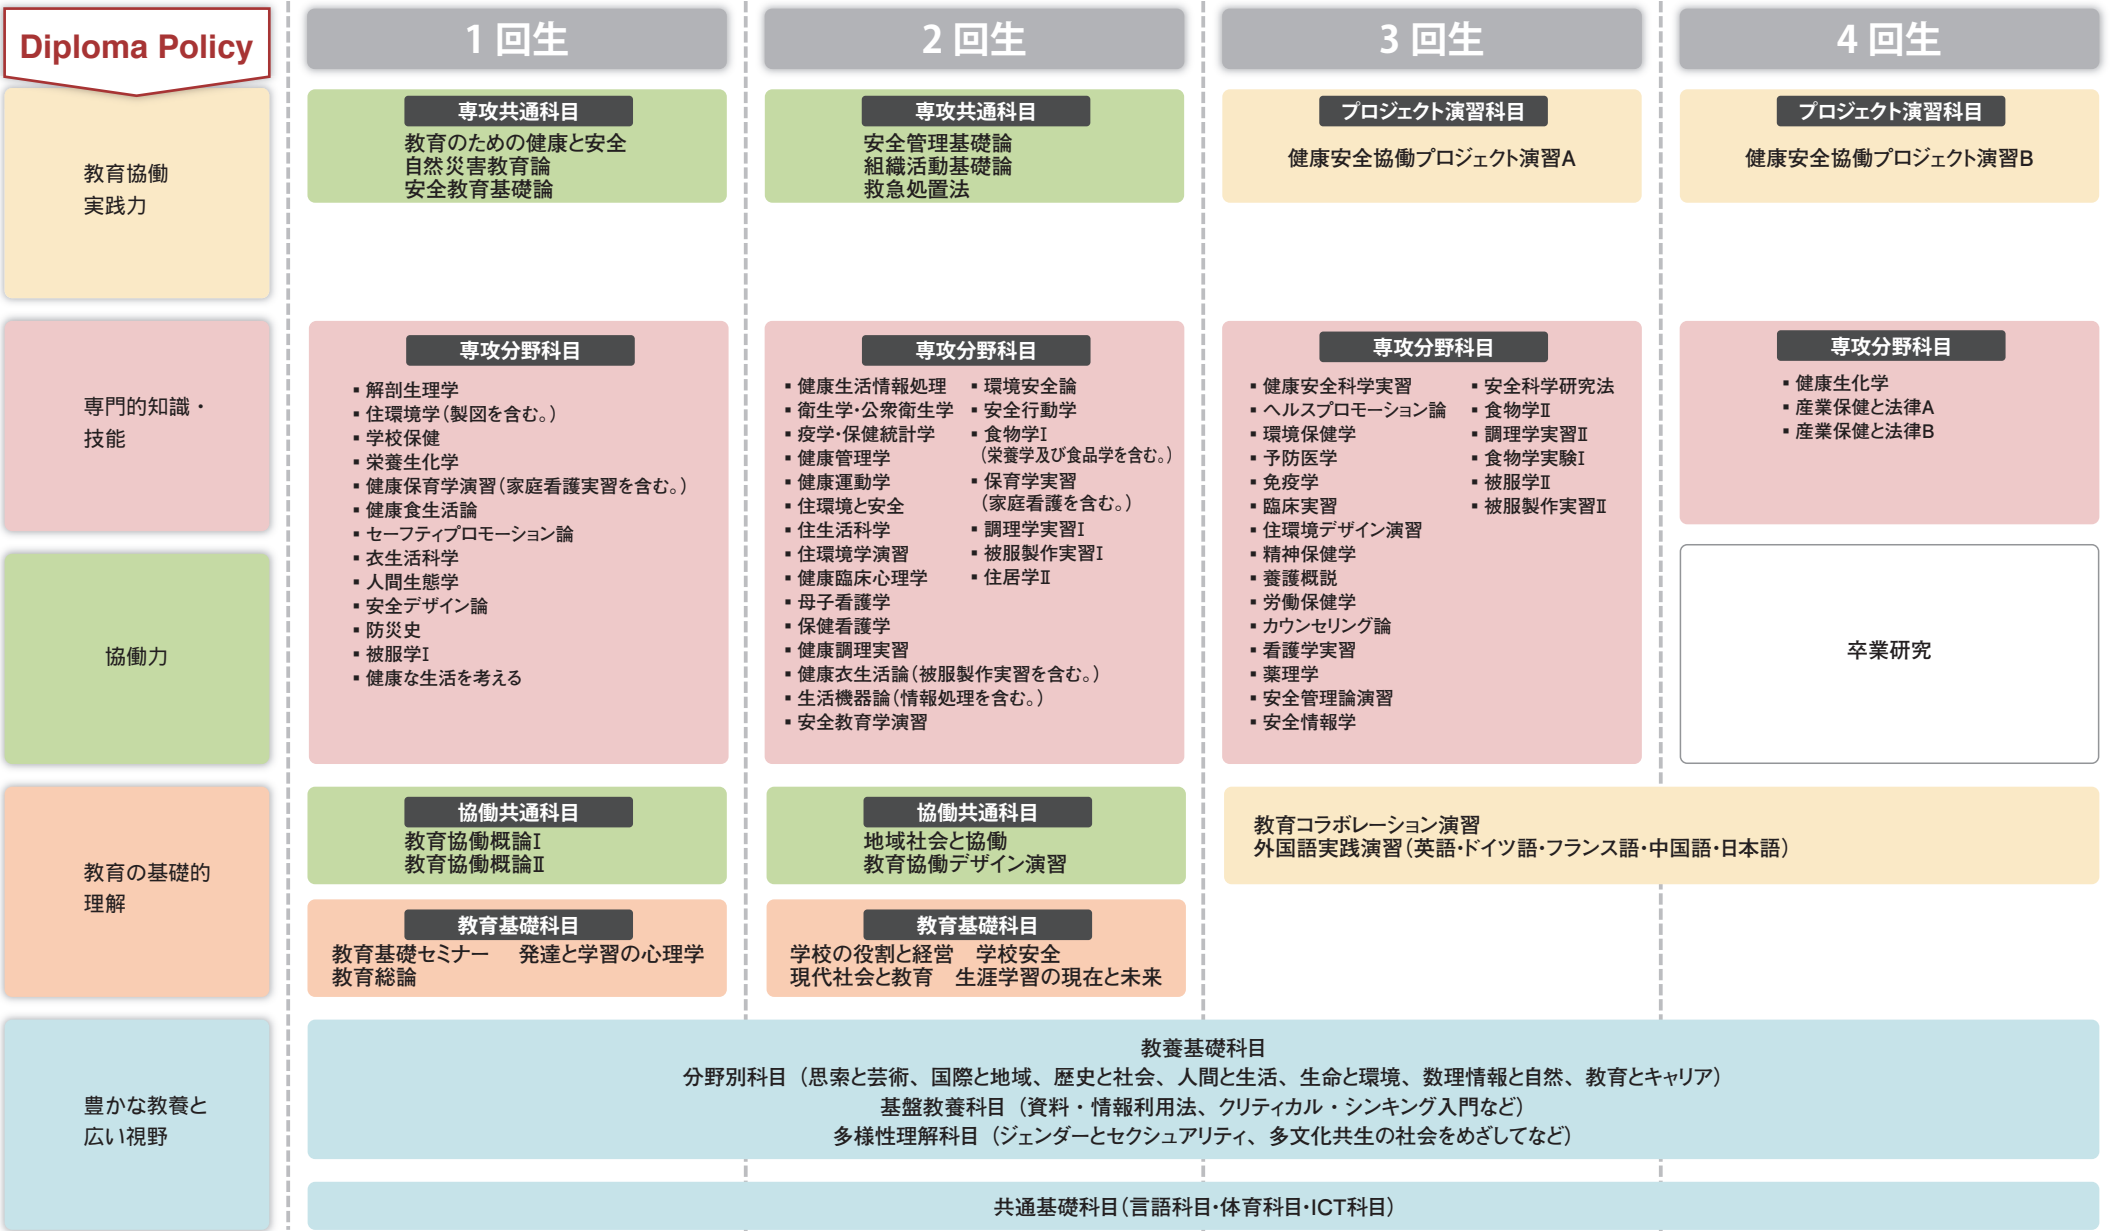 Diploma Policy
1 回生
2 回生
3 回生
4 回生
教育協働
実践力
専攻共通科目
教育のための健康と安全
自然災害教育論
安全教育基礎論
専攻共通科目
安全管理基礎論
組織活動基礎論
救急処置法
プロジェクト演習科目
健康安全協働プロジェクト演習A
プロジェクト演習科目
健康安全協働プロジェクト演習B
専門的知識・
技能
協働力
専攻分野科目
▪ 解剖生理学
▪ 住環境学(製図を含む。)
▪ 学校保健
▪ 栄養生化学
▪ 健康保育学演習(家庭看護実習を含む。)
▪ 健康食生活論
▪ セーフティプロモーション論
▪ 衣生活科学
▪ 人間生態学
▪ 安全デザイン論
▪ 防災史
▪ 被服学I
▪ 健康な生活を考える
専攻分野科目
▪ 健康生活情報処理
▪ 衛生学・公衆衛生学
▪ 疫学・保健統計学
▪ 健康管理学
▪ 健康運動学
▪ 住環境と安全
▪ 住生活科学
▪ 住環境学演習
▪ 健康臨床心理学
▪ 母子看護学
▪ 保健看護学
▪ 健康調理実習
▪ 健康衣生活論(被服製作実習を含む。)
▪ 生活機器論(情報処理を含む。)
▪ 安全教育学演習
▪ 環境安全論
▪ 安全行動学
▪ 食物学I
(栄養学及び食品学を含む。)
▪ 保育学実習
(家庭看護を含む。)
▪ 調理学実習I
▪ 被服製作実習I
▪ 住居学II
専攻分野科目
▪ 健康安全科学実習
▪ ヘルスプロモーション論
▪ 環境保健学
▪ 予防医学
▪ 免疫学
▪ 臨床実習
▪ 住環境デザイン演習
▪ 精神保健学
▪ 養護概説
▪ 労働保健学
▪ カウンセリング論
▪ 看護学実習
▪ 薬理学
▪ 安全管理論演習
▪ 安全情報学
▪ 安全科学研究法
▪ 食物学II
▪ 調理学実習II
▪ 食物学実験I
▪ 被服学II
▪ 被服製作実習II
専攻分野科目
▪ 健康生化学
▪ 産業保健と法律A
▪ 産業保健と法律B
卒業研究
教育の基礎的
理解
協働共通科目
教育協働概論I
教育協働概論II
協働共通科目
地域社会と協働
教育協働デザイン演習
教育コラボレーション演習
外国語実践演習(英語・ドイツ語・フランス語・中国語・日本語)
教育基礎科目
教育基礎セミナー　発達と学習の心理学
教育総論
教育基礎科目
学校の役割と経営　学校安全
現代社会と教育　生涯学習の現在と未来
豊かな教養と
広い視野
教養基礎科目
分野別科目（思索と芸術、国際と地域、歴史と社会、人間と生活、生命と環境、数理情報と自然、教育とキャリア）
基盤教養科目（資料・情報利用法、クリティカル・シンキング入門など）
多様性理解科目（ジェンダーとセクシュアリティ、多文化共生の社会をめざしてなど）
共通基礎科目(言語科目・体育科目・ICT科目)